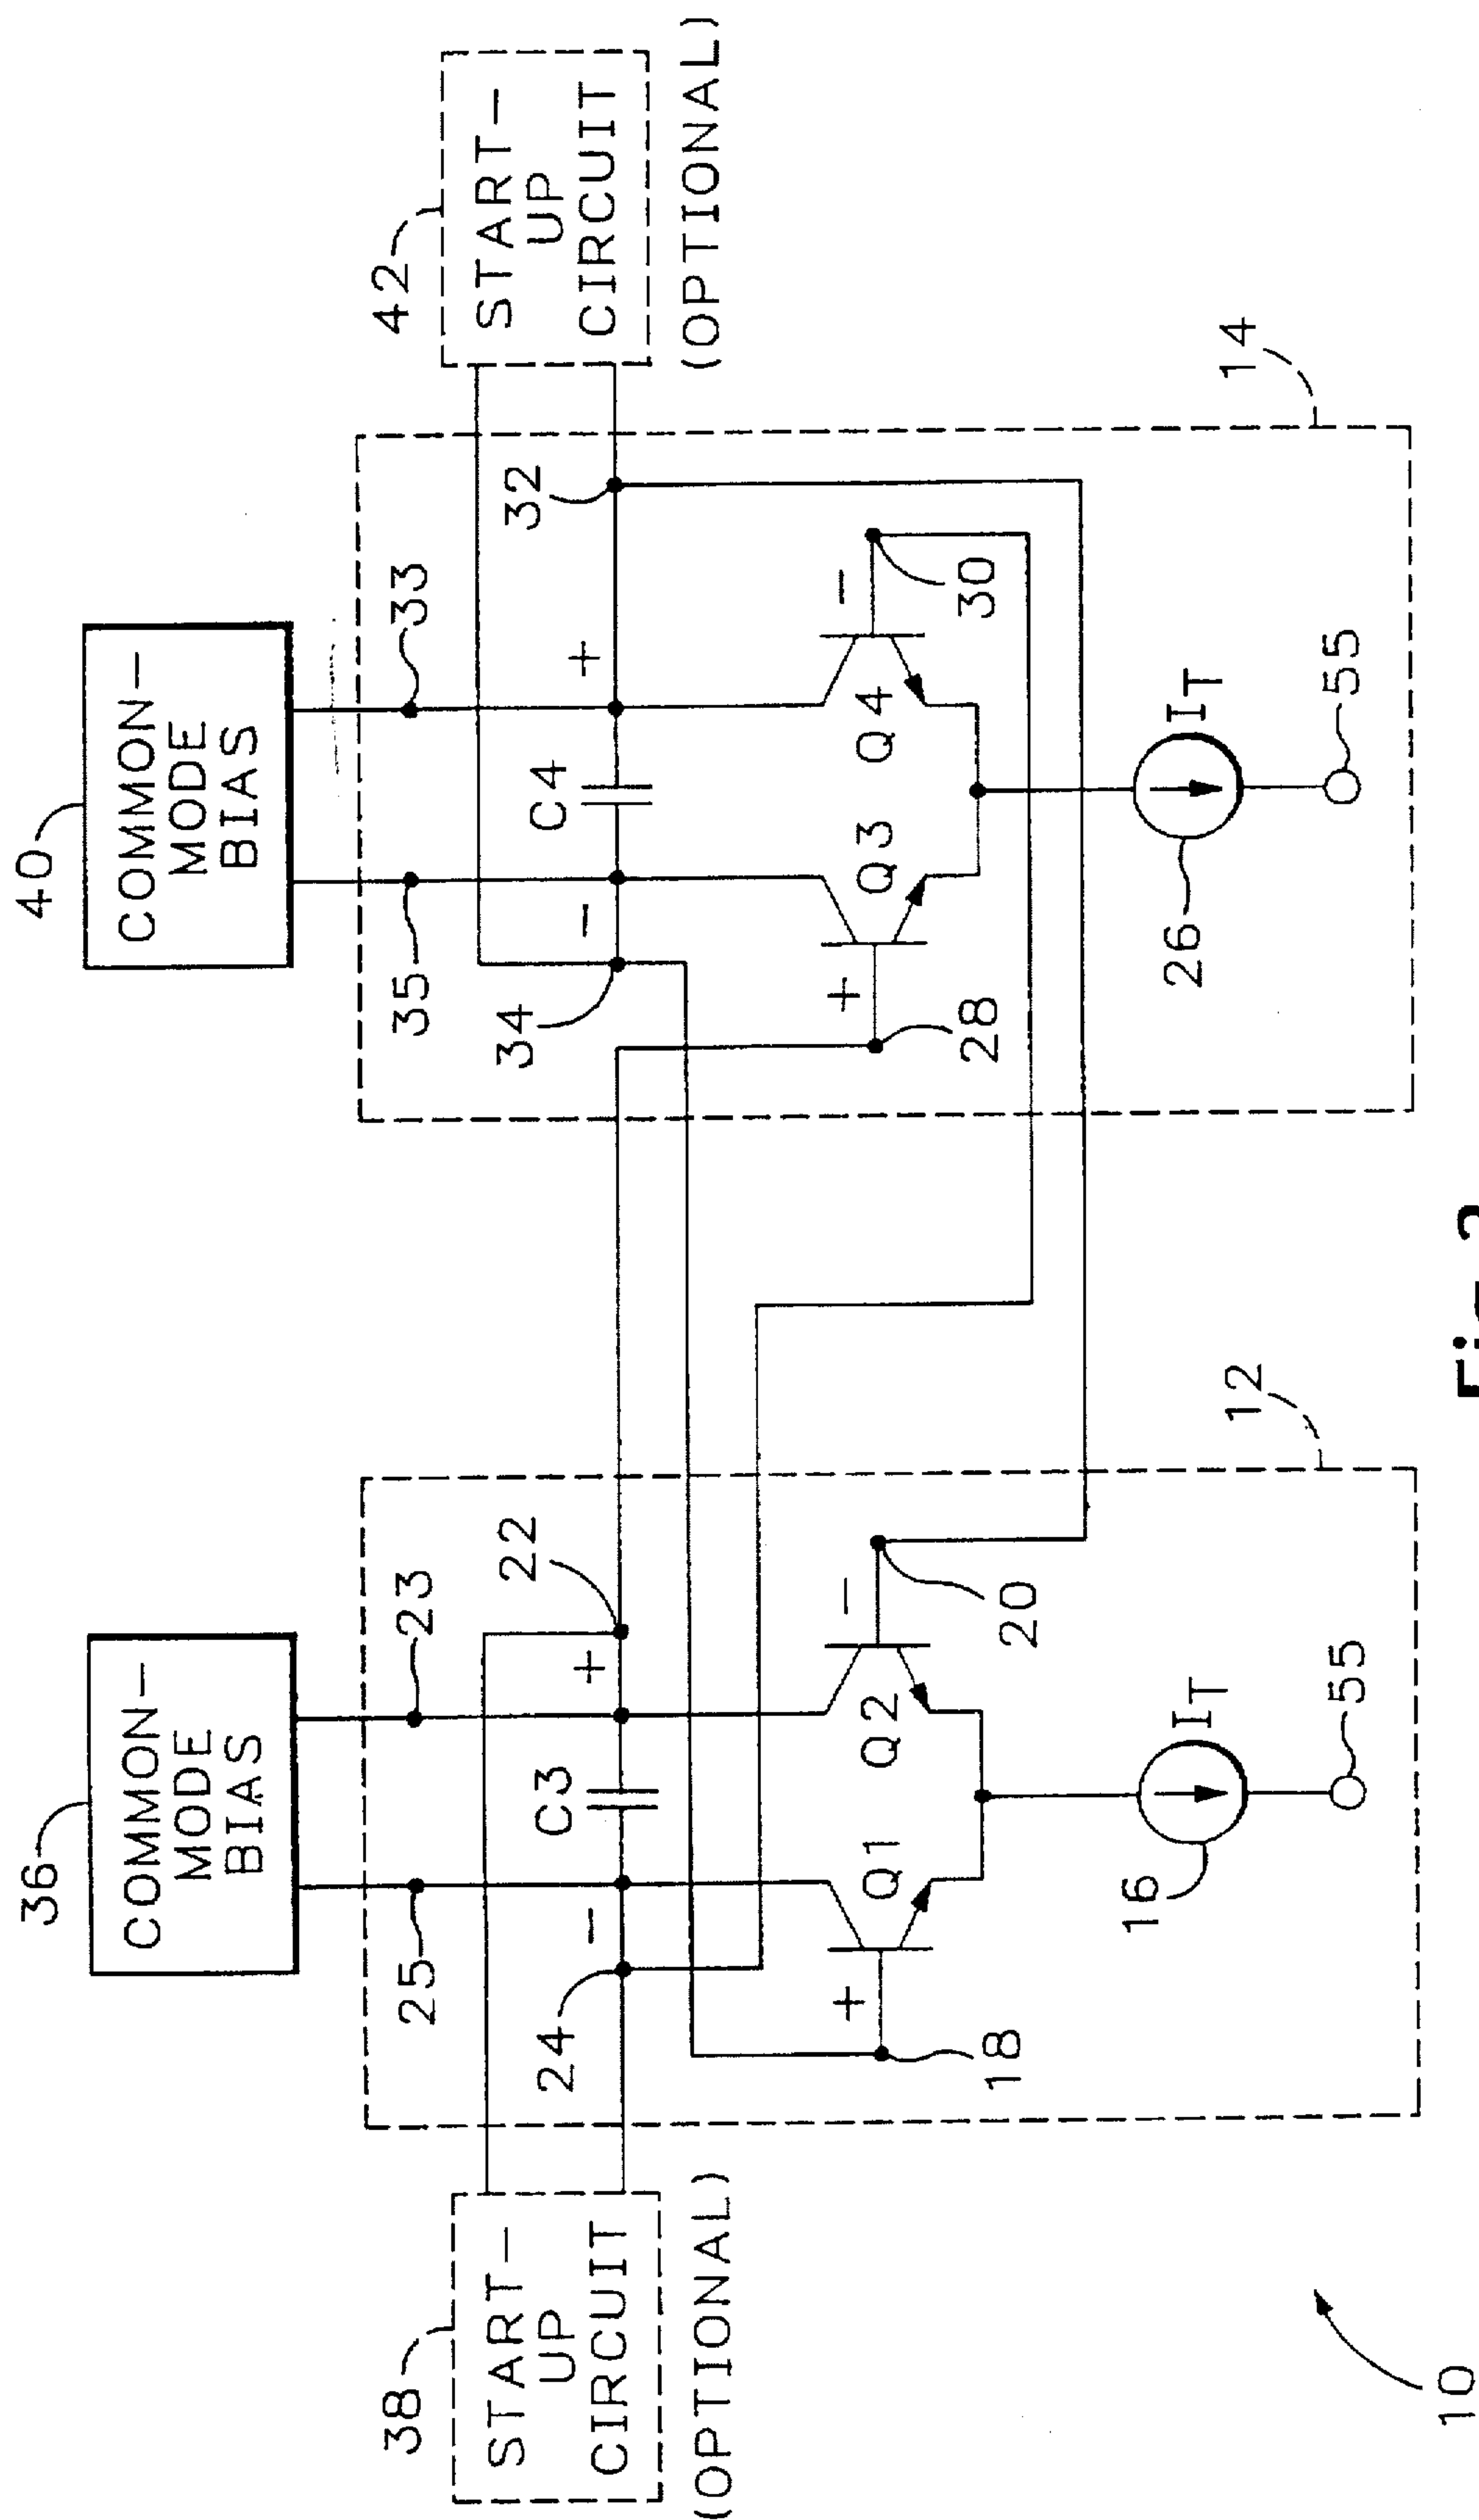 36
COMMON-
MODE
BIAS
40
COMMON-
MODE
BIAS
38
START-
UP
CIRCUIT
(OPTIONAL)
25
23
24
C3
22
-
+
35
33
34
C4
32
-
+
42
START-
UP
CIRCUIT
(OPTIONAL)
+
Q1
Q2
-
18
20
+
Q3
Q4
-
28
30
16
IT
55
12
26
IT
55
14
10